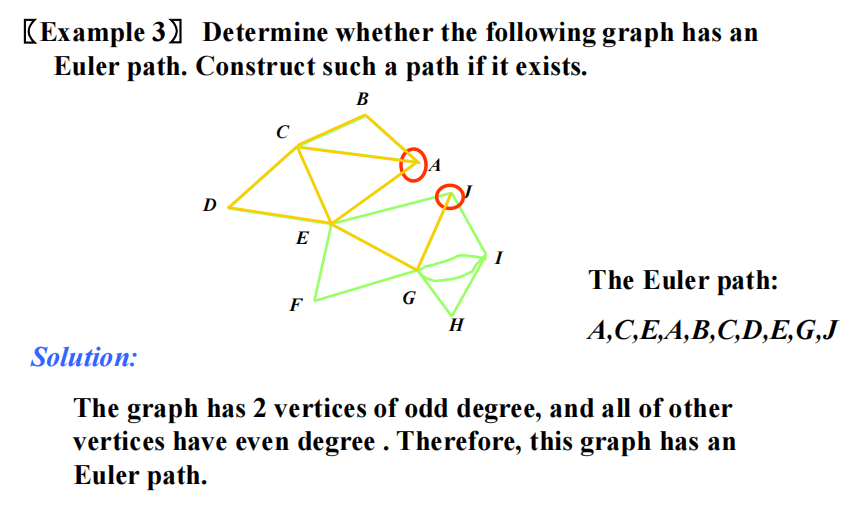 【Example 3】 Determine whether the following graph has an
Euler path. Construct such a path if it exists.
B
C
A
J
D
E
I
The Euler path:
F
G
H
A,C,E,A,B,C,D,E,G,J
Solution:
The graph has 2 vertices of odd degree, and all of other
vertices have even degree . Therefore, this graph has an
Euler path.